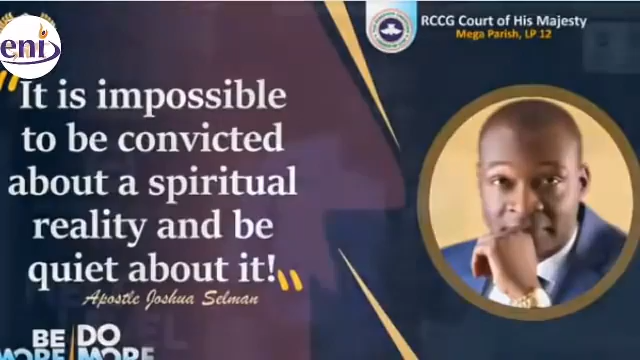 eni
RCCG Court of His Majesty
Mega Parish, LP 12
"It is impossible
to be convicted
about a spiritual
reality and be
quiet about it!"
Apostle Joshua Selman
BE DO
MORE MORE